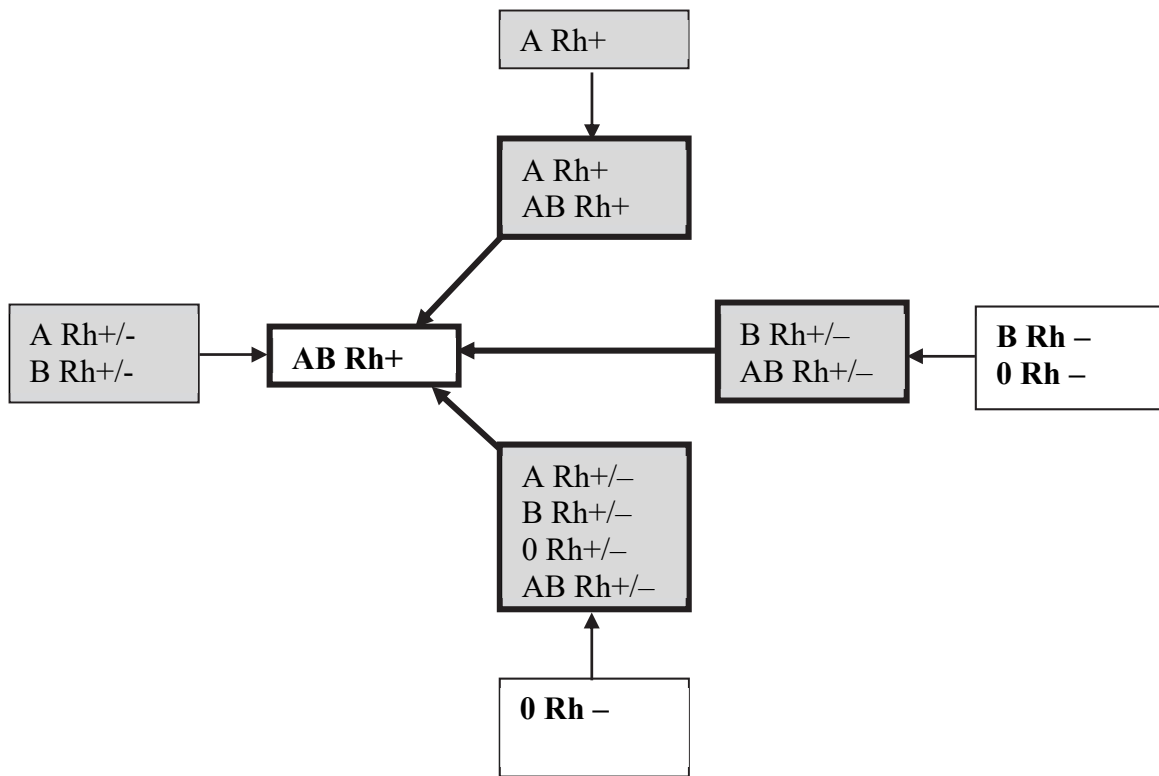 A Rh+
A Rh+
AB Rh+
A Rh+/-
B Rh+/-
AB Rh+
B Rh+/–
AB Rh+/–
B Rh –
0 Rh –
A Rh+/–
B Rh+/–
0 Rh+/–
AB Rh+/–
0 Rh –